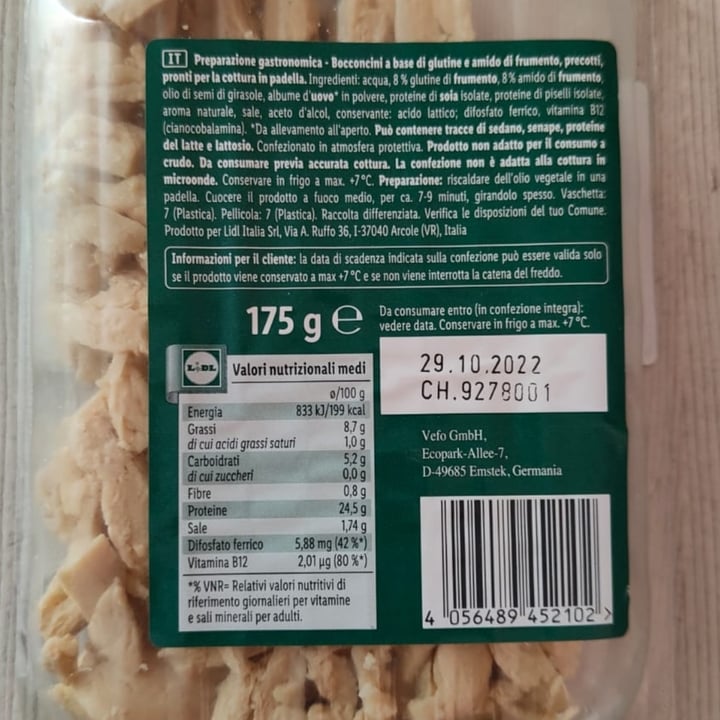 IT Preparazione gastronomica - Bocconcini a base di glutine e amido di frumento, precotti,
pronti per la cottura in padella. Ingredienti: acqua, 8 % glutine di frumento, 8 % amido di frumento,
olio di semi di girasole, albume d'uovo* in polvere, proteine di soia isolate, proteine di piselli isolate,
aroma naturale, sale, aceto d'alcol, conservante: acido lattico; difosfato ferrico, vitamina B12
(cianocobalamina). *Da allevamento all'aperto. Può contenere tracce di sedano, senape, proteine
del latte e lattosio. Confezionato in atmosfera protettiva. Prodotto non adatto per il consumo a
crudo. Da consumare previa accurata cottura. La confezione non è adatta alla cottura in
microonde. Conservare in frigo a max. +7°C. Preparazione: riscaldare dell'olio vegetale in una
padella. Cuocere il prodotto a fuoco medio, per ca. 7-9 minuti, girandolo spesso. Vaschetta:
7 (Plastica). Pellicola: 7 (Plastica). Raccolta differenziata. Verifica le disposizioni del tuo Comune.
Prodotto per Lidl Italia Srl, Via A. Ruffo 36, I-37040 Arcole (VR), Italia
Informazioni per il cliente: la data di scadenza indicata sulla confezione può essere valida solo
se il prodotto viene conservato a max +7°C e se non viene interrotta la catena del freddo.
175 g e
Da consumare entro (in confezione integra):
vedere data. Conservare in frigo a max. +7°C.
LIDL
Valori nutrizionali medi
ø/100 g
Energia 833 kJ/199 kcal
Grassi 8,7 g
di cui acidi grassi saturi 1,0 g
Carboidrati 5,2 g
di cui zuccheri 0,0 g
Fibre 0,8 g
Proteine 24,5 g
Sale 1,74 g
Difosfato ferrico 5,88 mg (42 %*)
Vitamina B12 2,01 µg (80 %*)
*% VNR= Relativi valori nutritivi di
riferimento giornalieri per vitamine
e sali minerali per adulti.
29.10.2022
CH.9278001
Vefo GmbH,
Ecopark-Allee-7,
D-49685 Emstek, Germania
4 056489 452102 >